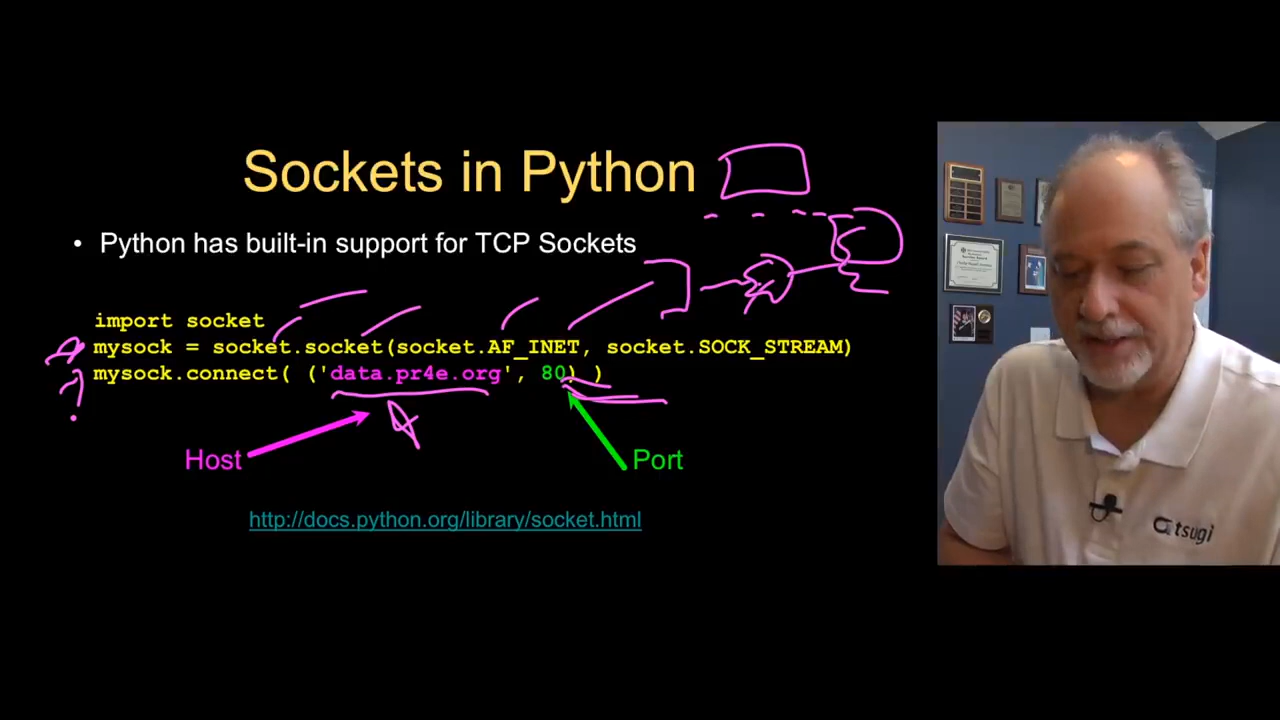 Sockets in Python
• Python has built-in support for TCP Sockets
import socket
mysock = socket.socket(socket.AF_INET, socket.SOCK_STREAM)
mysock.connect( ('data.pr4e.org', 80) )
Host
Port
http://docs.python.org/library/socket.html
tsugi